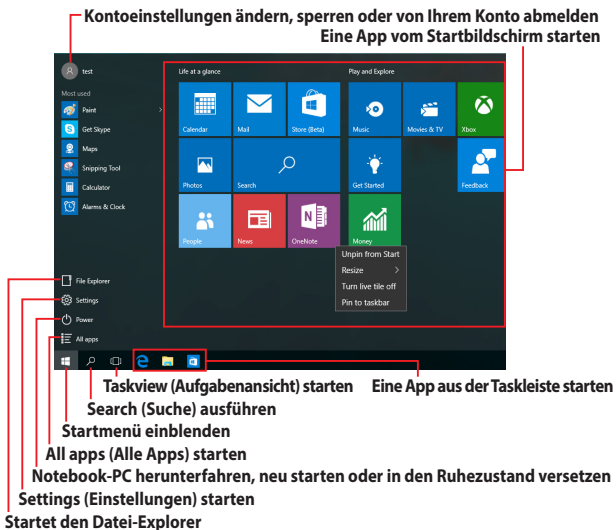 Kontoeinstellungen ändern, sperren oder von Ihrem Konto abmelden
Eine App vom Startbildschirm starten
test
Most used
Paint
Get Skype
Maps
Snipping Tool
Calculator
Alarms & Clock
File Explorer
Settings
Power
All apps
Life at a glance
Play and Explore
Calendar
Mail
Store (Beta)
Music
Movies & TV
Xbox
Photos
Search
Get Started
Feedback
People
News
OneNote
Money
Unpin from Start
Resize
Turn live tile off
Pin to taskbar
Taskview (Aufgabenansicht) starten
Eine App aus der Taskleiste starten
Search (Suche) ausführen
Startmenü einblenden
All apps (Alle Apps) starten
Notebook-PC herunterfahren, neu starten oder in den Ruhezustand versetzen
Settings (Einstellungen) starten
Startet den Datei-Explorer